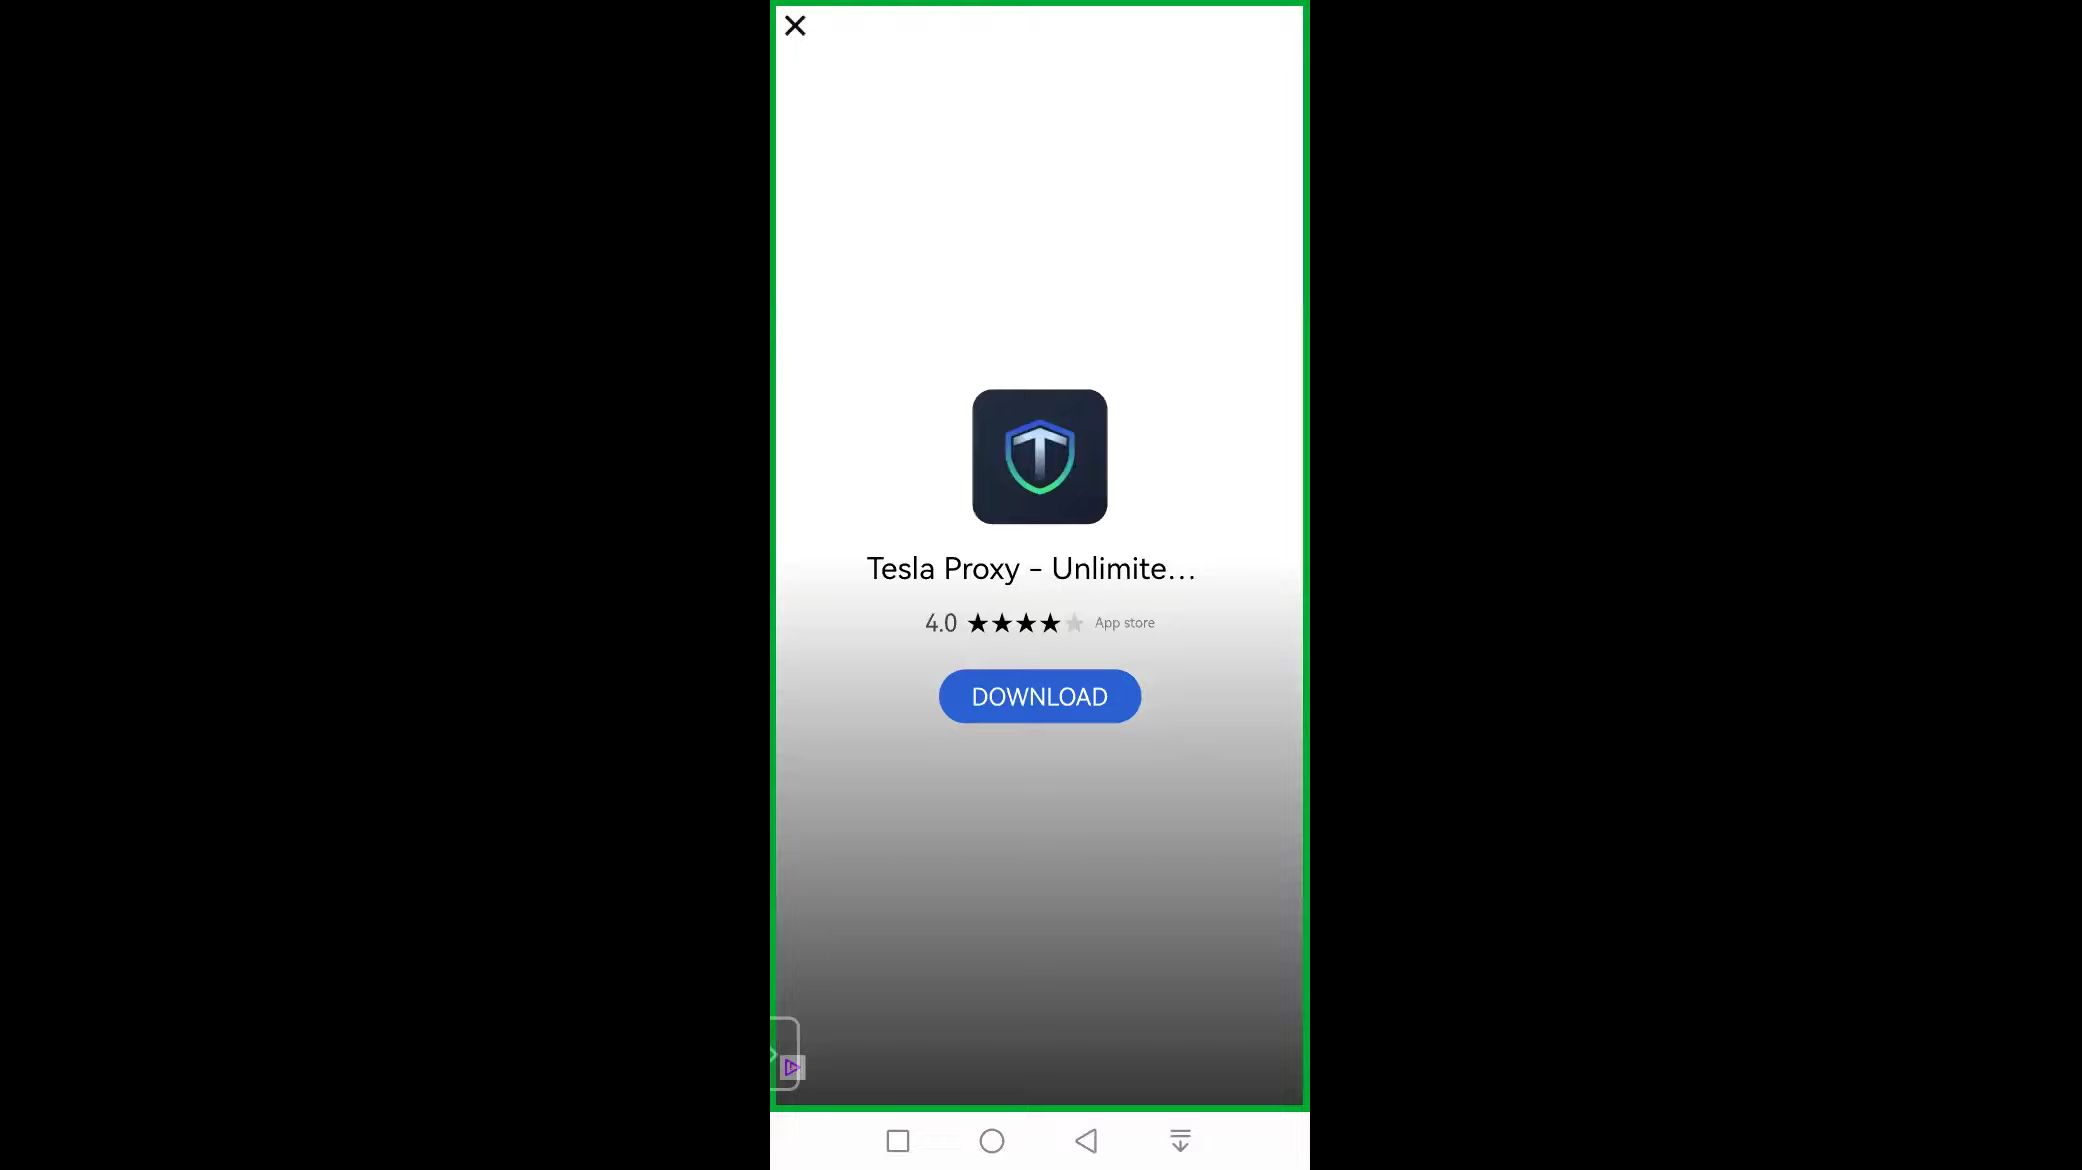 Tesla Proxy - Unlimite...
4.0 ★★★★★ App store
DOWNLOAD